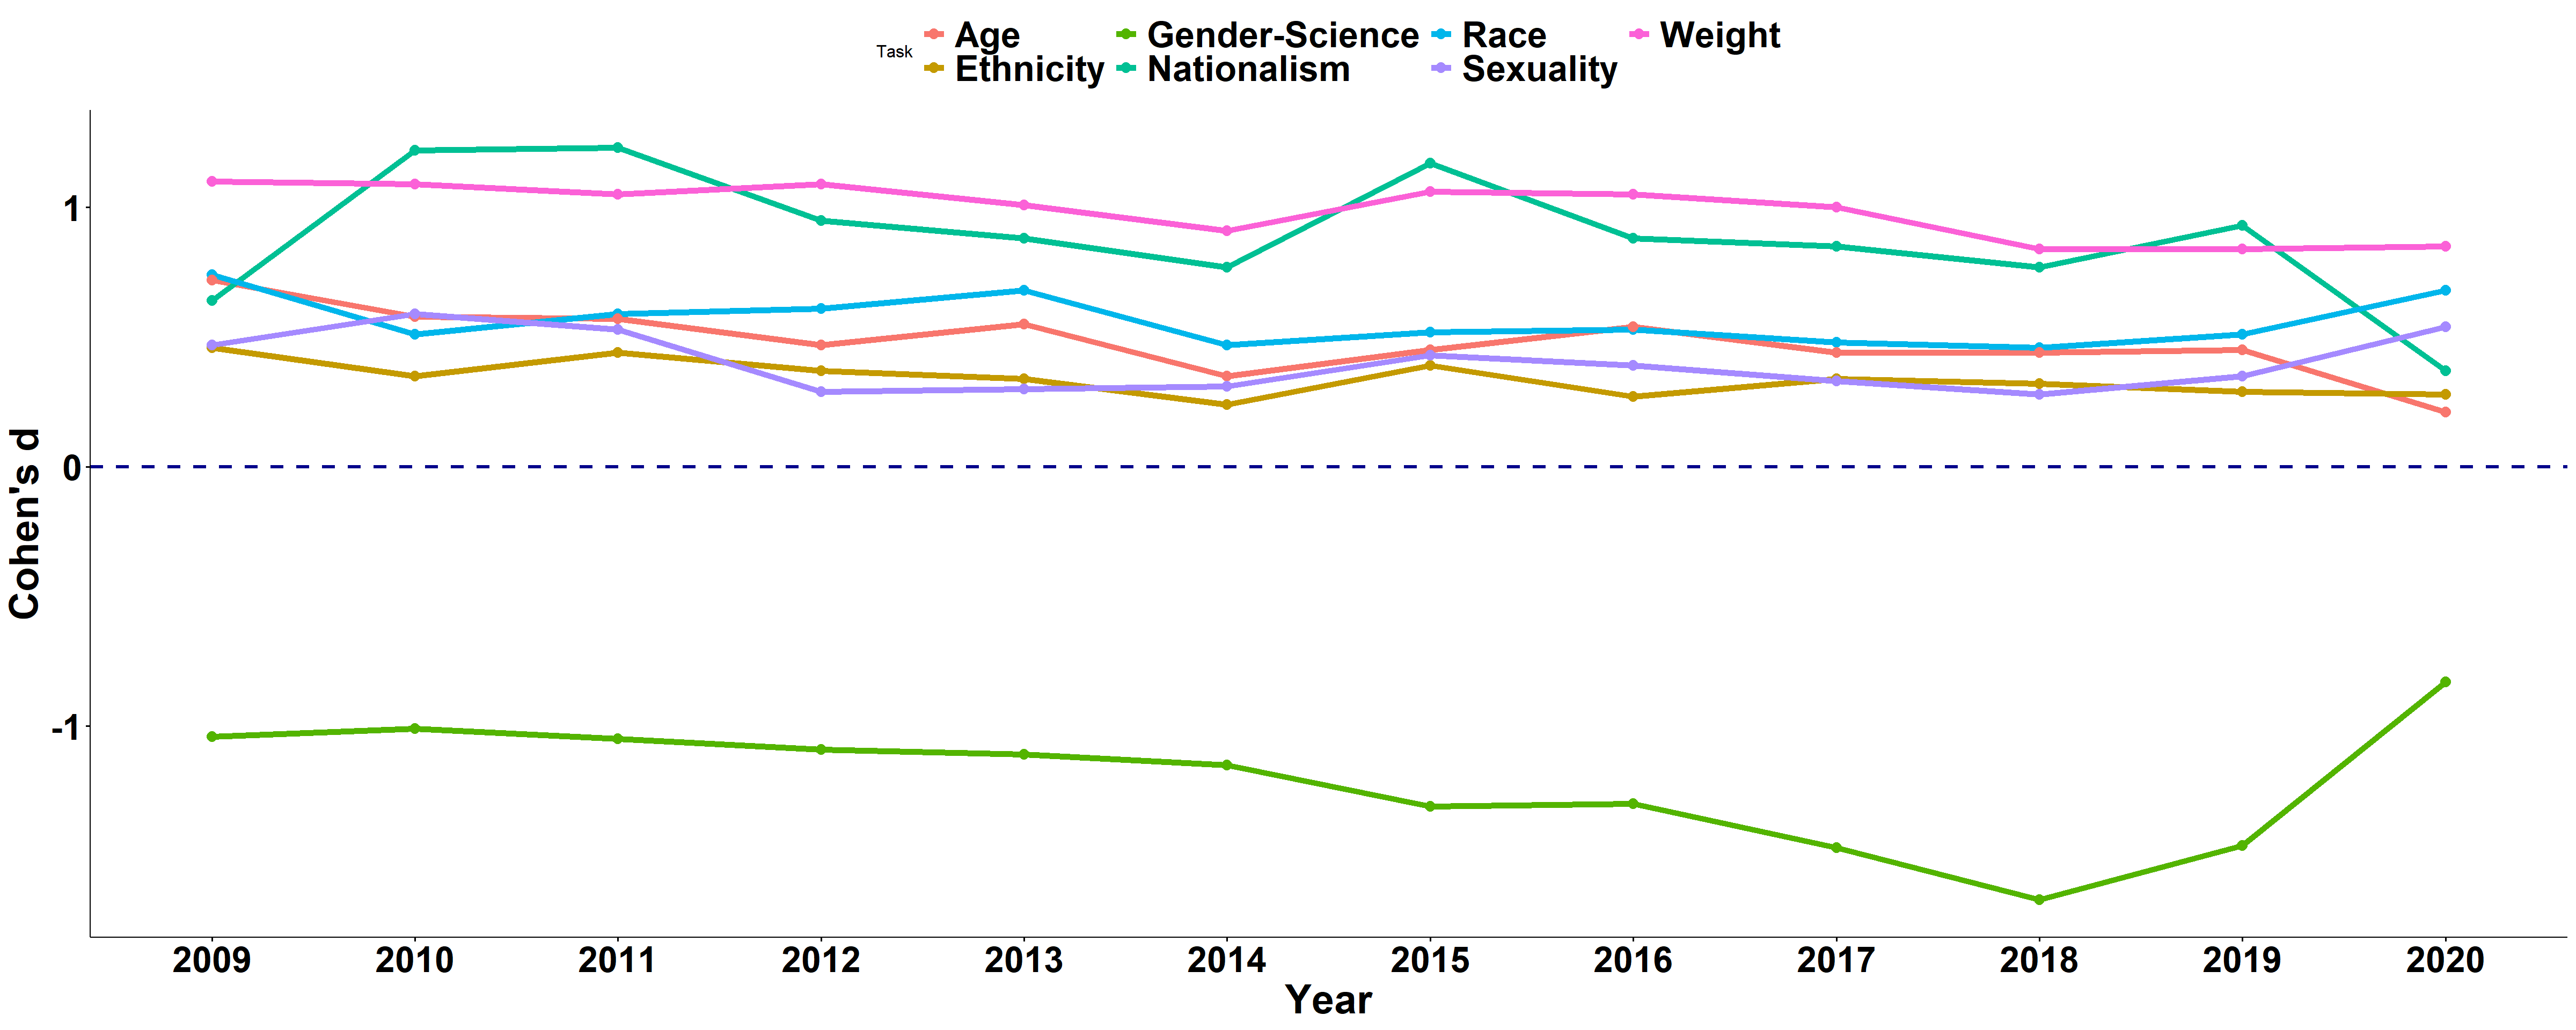 Task
Age Gender-Science Race Weight
Ethnicity Nationalism Sexuality
Cohen's d
1
0
-1
2009 2010 2011 2012 2013 2014 2015 2016 2017 2018 2019 2020
Year